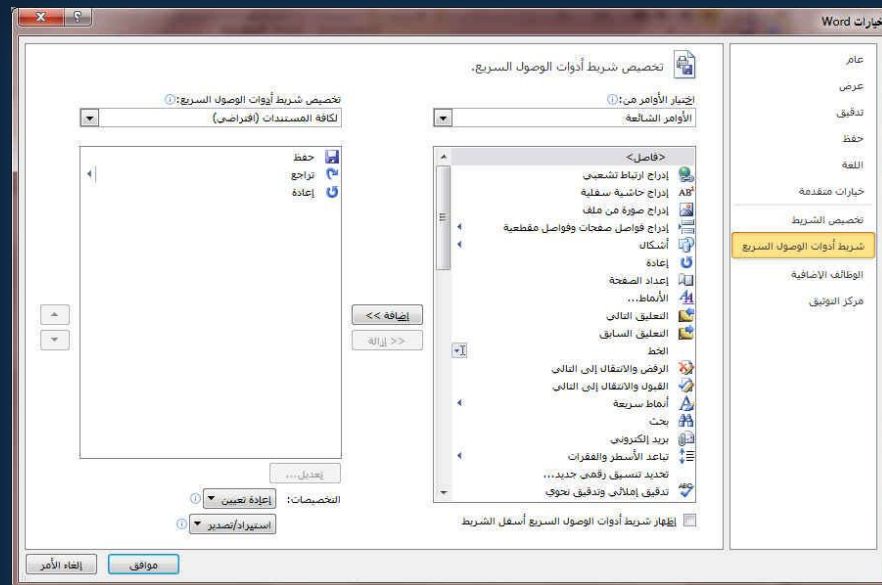 خيارات Word
عام
عرض
تدقيق
حفظ
اللغة
خيارات متقدمة
تخصيص الشريط
شريط أدوات الوصول السريع
الوظائف الإضافية
مركز التوثيق
تخصيص شريط أدوات الوصول السريع.
اختيار الأوامر من:
الأوامر الشائعة
<فاصل>
إدراج ارتباط تشعبي
إدراج حاشية سفلية
إدراج صورة من ملف
إدراج فواصل صفحات وفواصل مقطعية
أشكال
إعادة
إعداد الصفحة
الأنماط...
التعليق التالي
التعليق السابق
الخط
الرفض والانتقال إلى التالي
القبول والانتقال إلى التالي
أنماط سريعة
بحث
بريد إلكتروني
تباعد الأسطر والفقرات
تحديد تنسيق رقمي جديد...
تدقيق إملائي وتدقيق نحوي
إظهار شريط أدوات الوصول السريع أسفل الشريط
إضافة >>
<< إزالة
تخصيص شريط أدوات الوصول السريع:
لكافة المستندات (افتراضي)
حفظ
تراجع
إعادة
تعديل...
التخصيصات:
إعادة تعيين
استيراد/تصدير
موافق
إلغاء الأمر